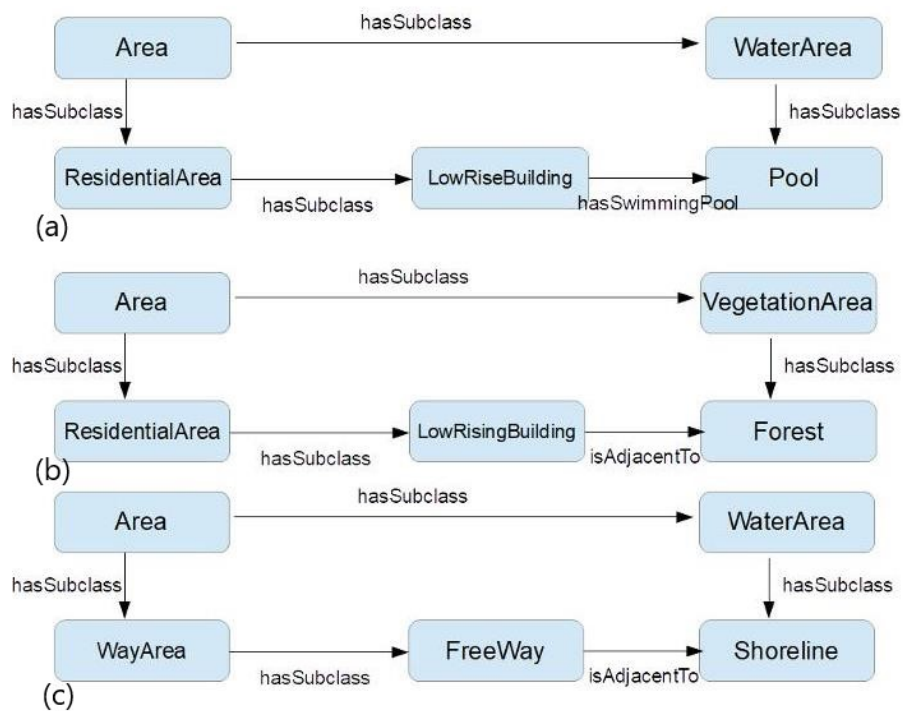 hasSubclass
Area
WaterArea
hasSubclass
hasSubclass
ResidentialArea
LowRiseBuilding
Pool
hasSubclass
hasSwimmingPool
(a)
hasSubclass
Area
VegetationArea
hasSubclass
hasSubclass
ResidentialArea
LowRisingBuilding
Forest
hasSubclass
isAdjacentTo
(b)
hasSubclass
Area
WaterArea
hasSubclass
hasSubclass
WayArea
FreeWay
Shoreline
hasSubclass
isAdjacentTo
(c)